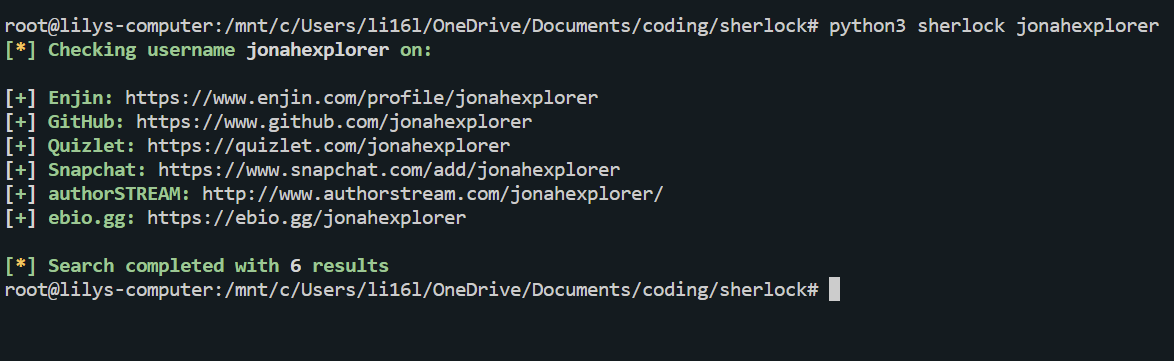 root@lilys-computer:/mnt/c/Users/li16l/OneDrive/Documents/coding/sherlock# python3 sherlock jonahexplorer
[*] Checking username jonahexplorer on:
[+] Enjin: https://www.enjin.com/profile/jonahexplorer
[+] GitHub: https://www.github.com/jonahexplorer
[+] Quizlet: https://quizlet.com/jonahexplorer
[+] Snapchat: https://www.snapchat.com/add/jonahexplorer
[+] authorSTREAM: http://www.authorstream.com/jonahexplorer/
[+] ebio.gg: https://ebio.gg/jonahexplorer
[*] Search completed with 6 results
root@lilys-computer:/mnt/c/Users/li16l/OneDrive/Documents/coding/sherlock#